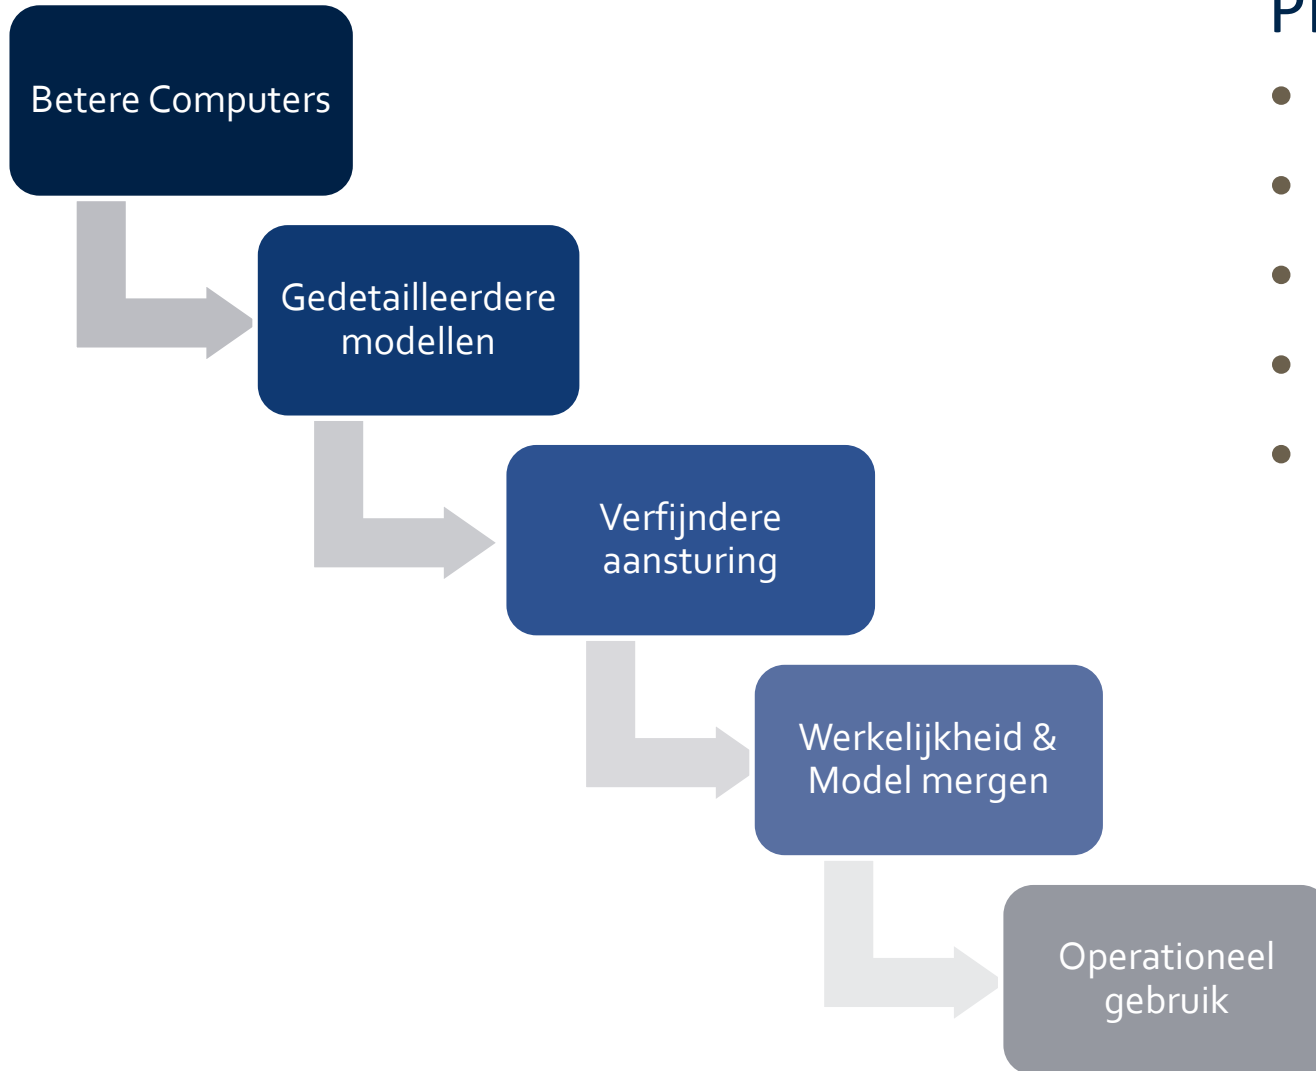 Betere Computers
Gedetailleerdere
modellen
Verfijndere
aansturing
Werkelijkheid &
Model mergen
Operationeel
gebruik